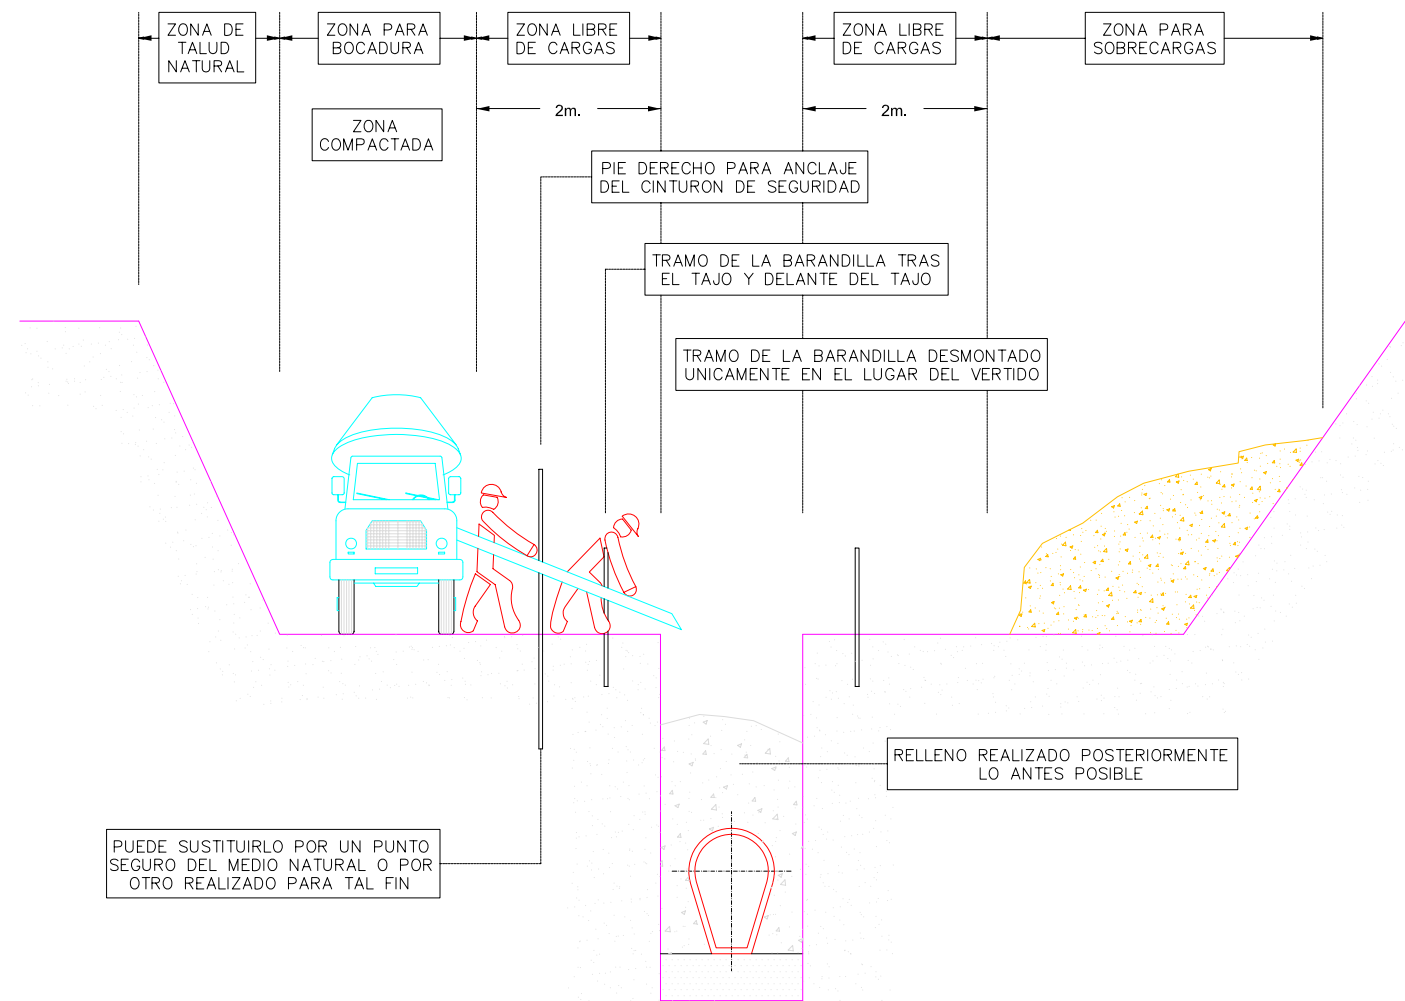 ZONA DE
TALUD
NATURAL
ZONA PARA
BOCADURA
ZONA LIBRE
DE CARGAS
ZONA LIBRE
DE CARGAS
ZONA PARA
SOBRECARGAS
2m.
2m.
ZONA
COMPACTADA
PIE DERECHO PARA ANCLAJE
DEL CINTURON DE SEGURIDAD
TRAMO DE LA BARANDILLA TRAS
EL TAJO Y DELANTE DEL TAJO
TRAMO DE LA BARANDILLA DESMONTADO
UNICAMENTE EN EL LUGAR DEL VERTIDO
RELLENO REALIZADO POSTERIORMENTE
LO ANTES POSIBLE
PUEDE SUSTITUIRLO POR UN PUNTO
SEGURO DEL MEDIO NATURAL O POR
OTRO REALIZADO PARA TAL FIN